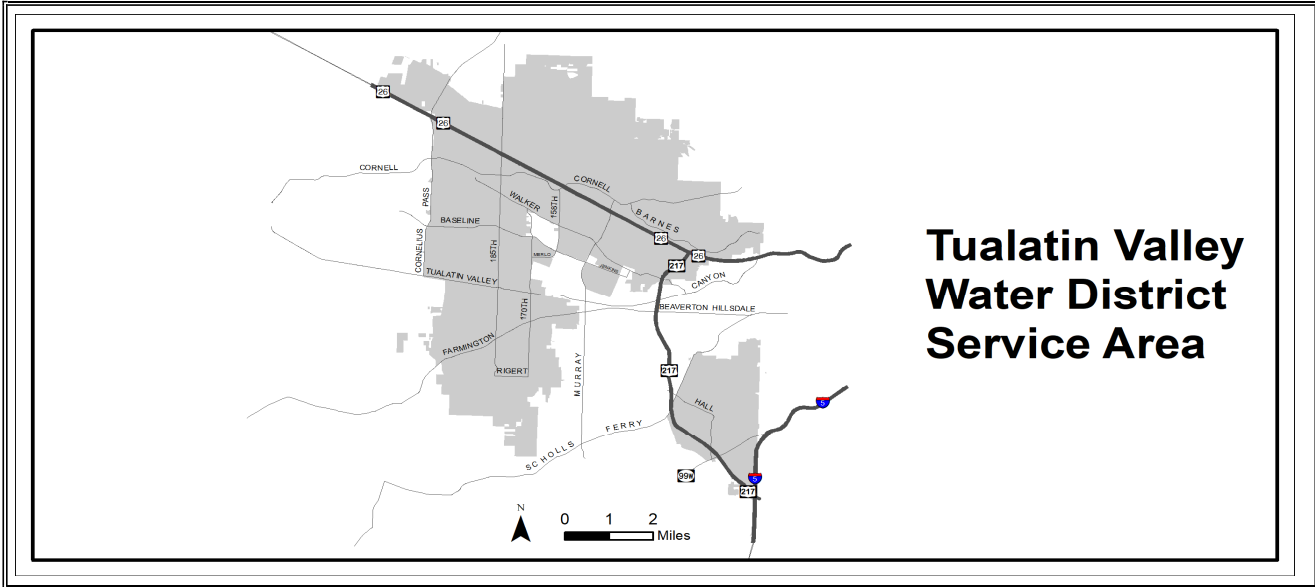 26
26
CORNELL
CORNELL
PASS
WALKER
158TH
BARNES
BASELINE
26
26
185TH
CORNELIUS
MERLO
217
JENKINS
TUALATIN VALLEY
CANYON
170TH
BEAVERTON HILLSDALE
FARMINGTON
RIGERT
MURRAY
217
HALL
5
SCHOLLS FERRY
99W
5
217
N
0 1 2
Miles
Tualatin Valley
Water District
Service Area